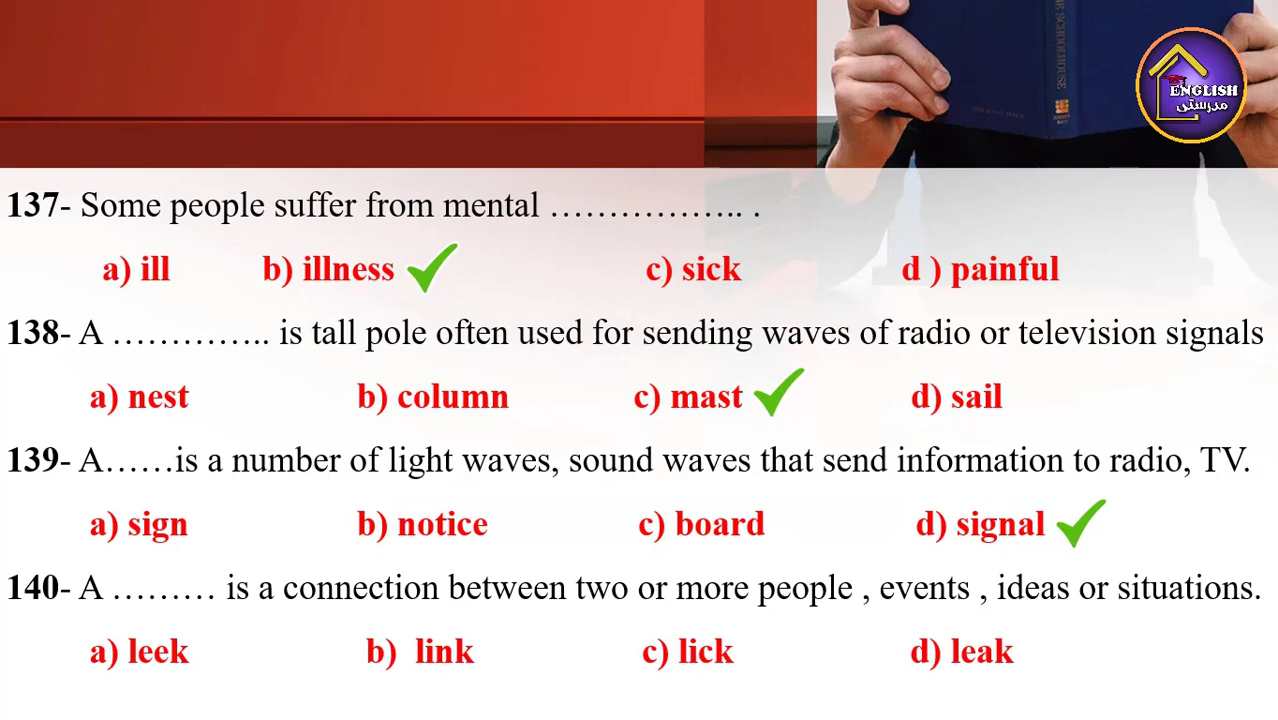 SCHOOLHOUSE
ENGLISH
مدرستى
137- Some people suffer from mental …………….. .
a) ill b) illness c) sick d ) painful
138- A ………….. is tall pole often used for sending waves of radio or television signals
a) nest b) column c) mast d) sail
139- A……is a number of light waves, sound waves that send information to radio, TV.
a) sign b) notice c) board d) signal
140- A ……… is a connection between two or more people , events , ideas or situations.
a) leek b) link c) lick d) leak